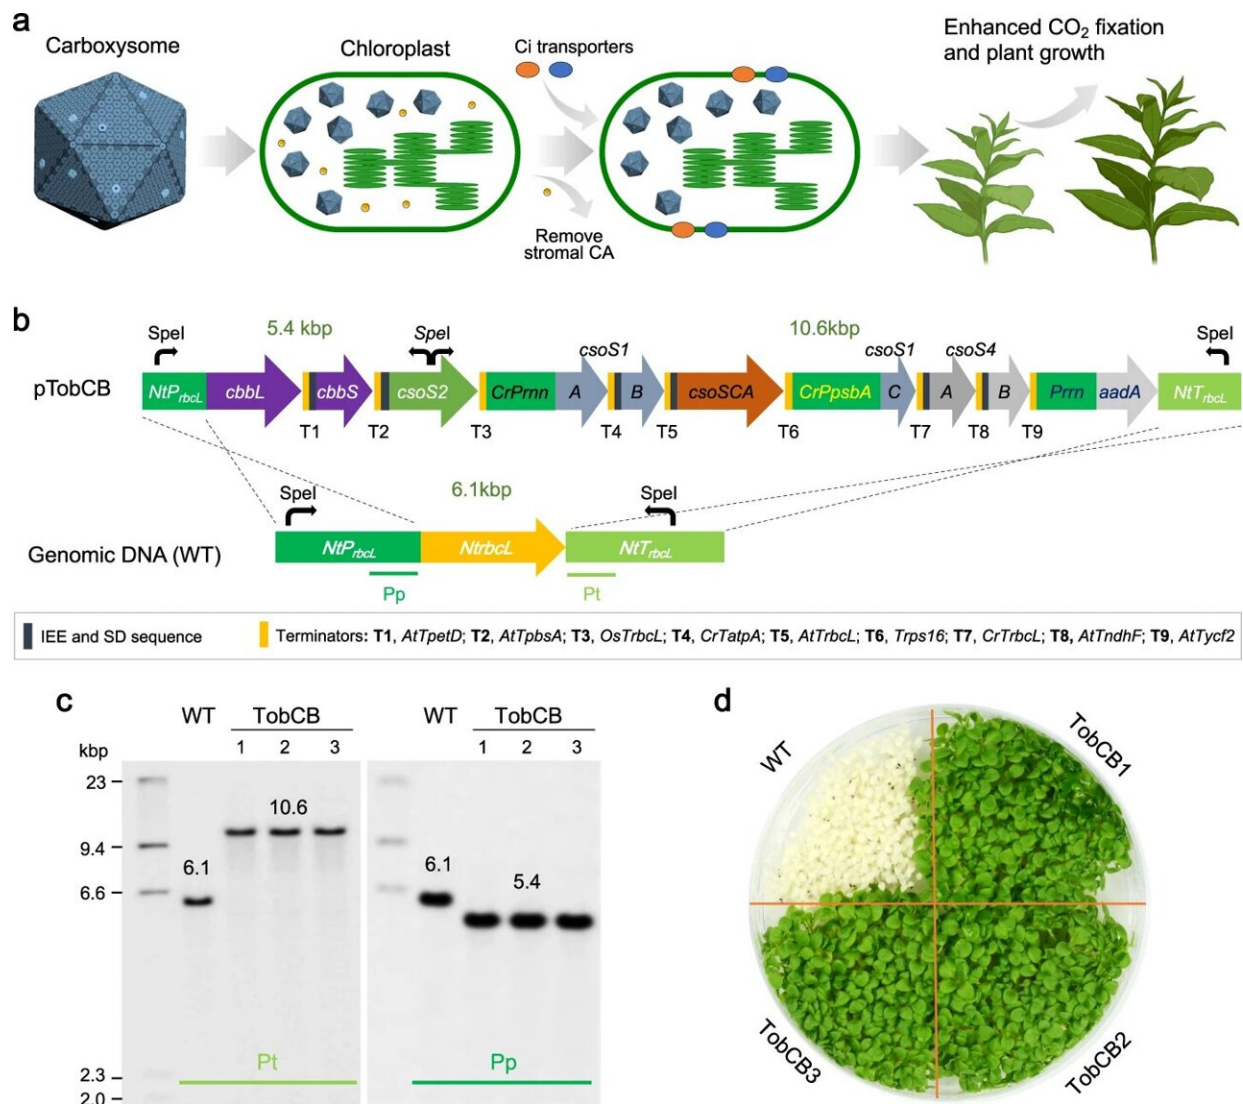 a
Carboxysome
Chloroplast
Ci transporters
Remove
stromal CA
Enhanced CO₂ fixation
and plant growth
b
SpeI
5.4 kbp
SpeI
10.6kbp
SpeI
csoS1
csoS1
csoS4
pTobCB
NtPrbcL
cbbL
cbbS
csoS2
CrPrnn
A
B
csoSCA
CrPpsbA
C
A
B
Prrn
aadA
NtTrbcL
T1
T2
T3
T4
T5
T6
T7
T8
T9
SpeI
6.1kbp
SpeI
Genomic DNA (WT)
NtPrbcL
NtrbcL
NtTrbcL
Pp
Pt
IEE and SD sequence
Terminators: T1, AtTpetD; T2, AtTpbsA; T3, OsTrbcL; T4, CrTatpA; T5, AtTrbcL; T6, Trps16; T7, CrTrbcL; T8, AtTndhF; T9, AtTycf2
c
WT TobCB
1 2 3
WT TobCB
1 2 3
kbp
23
9.4
6.6
2.3
2.0
6.1
10.6
Pt
6.1
5.4
Pp
d
WT
TobCB1
TobCB3
TobCB2